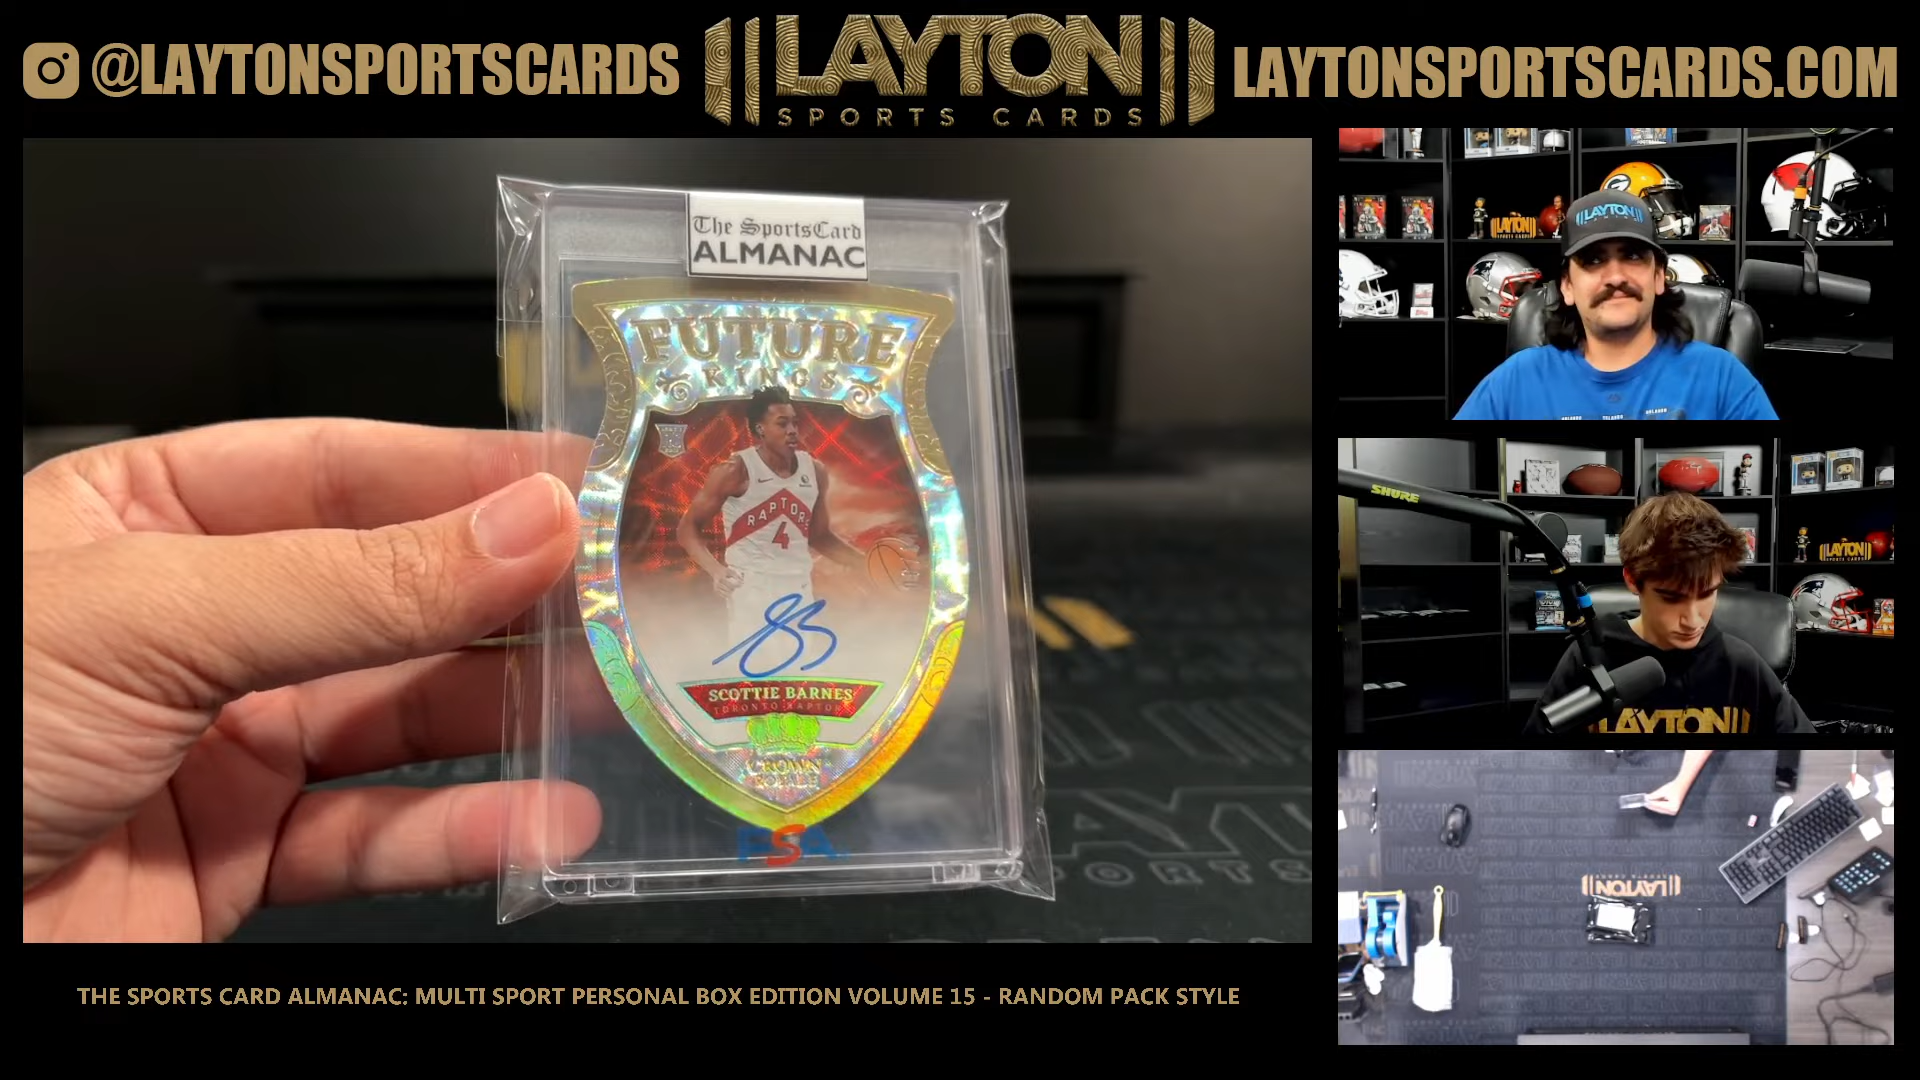 @LAYTONSPORTSCARDS
LAYTON
SPORTS CARDS
LAYTONSPORTSCARDS.COM
The SportsCard
ALMANAC
FUTURE
KINGS
RAPTORS
4
SCOTTIE BARNES
TORONTO RAPTORS
CROWN
ROYALE
PSA
LAYTON
LAYTON
SHURE
LAYTON
LAYTON
LAYTON
THE SPORTS CARD ALMANAC: MULTI SPORT PERSONAL BOX EDITION VOLUME 15 - RANDOM PACK STYLE